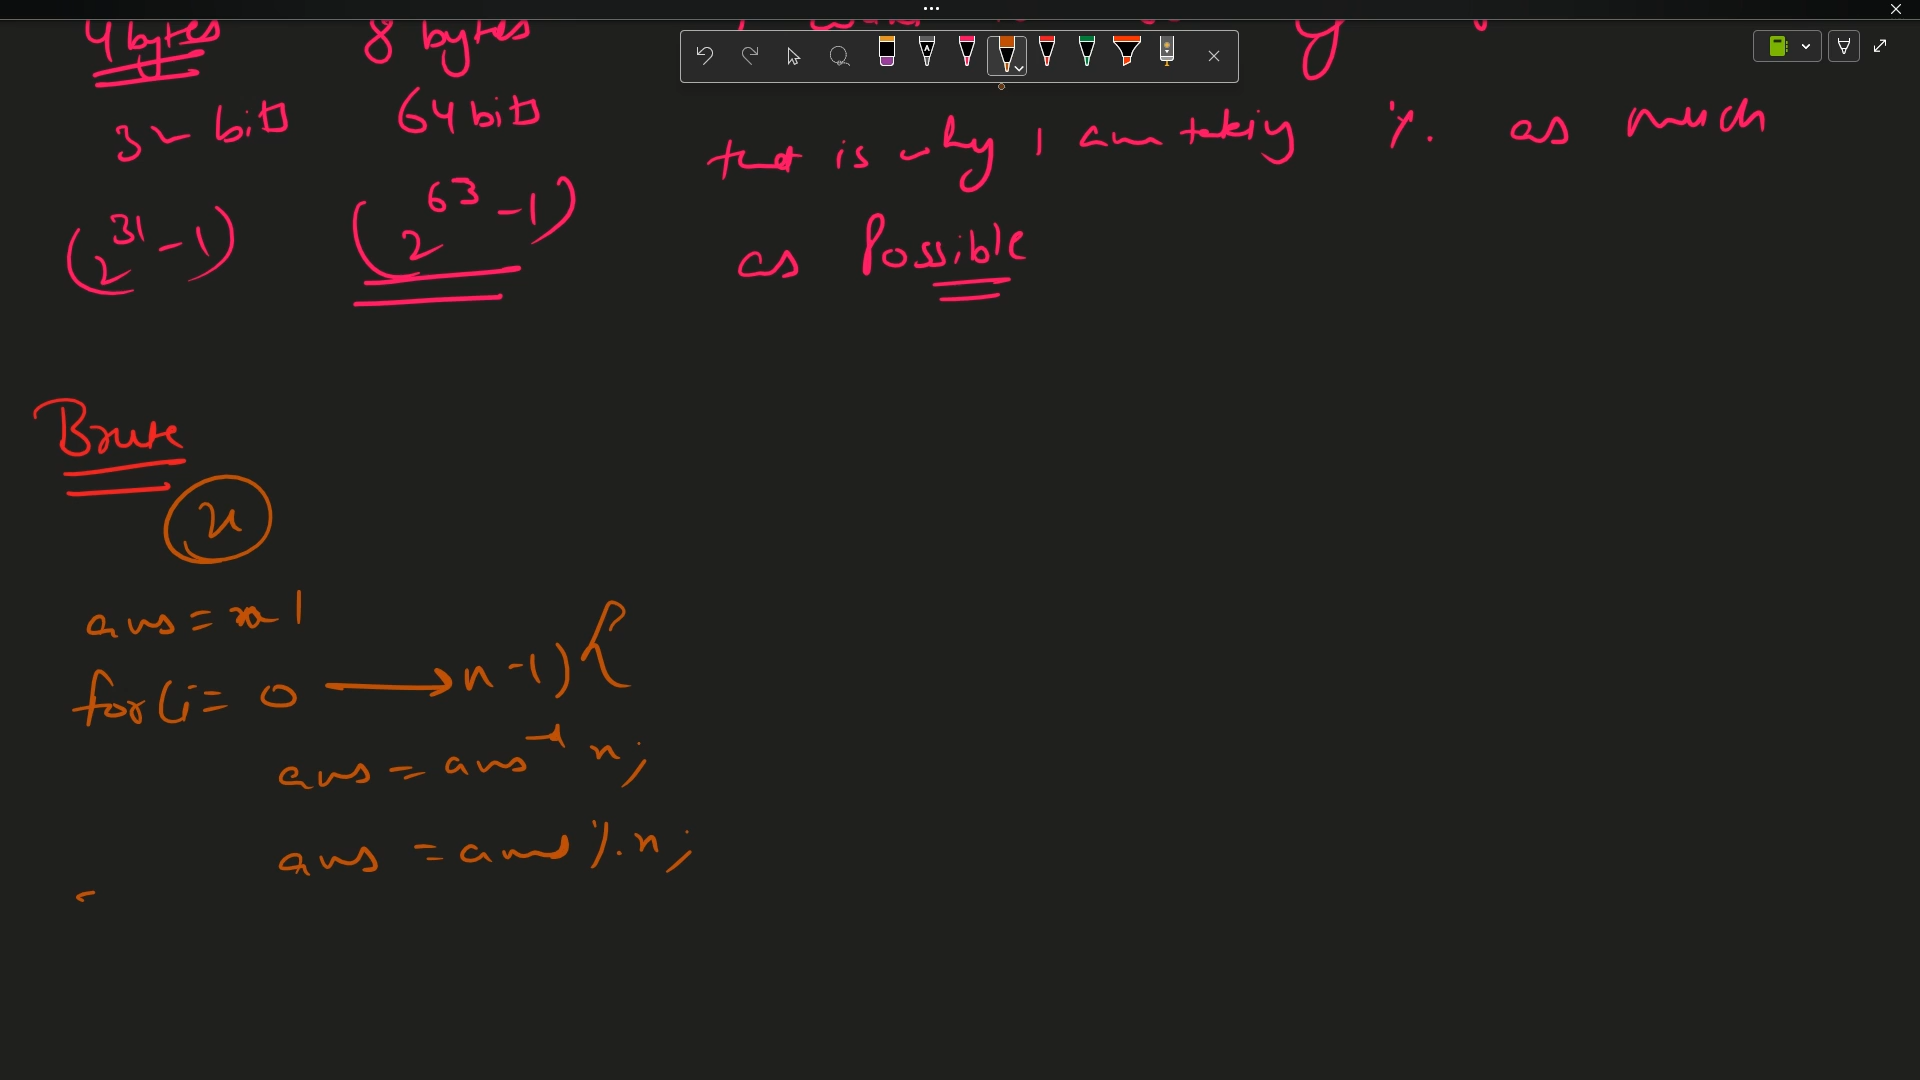 4 bytes 8 bytes
32 bits 64 bits
that is why I am taking % as much
(2^31 - 1) (2^63 - 1)
as Possible
Brute
x
ans = 1
for(i = 0 → n-1) {
ans = ans * x;
ans = ans % n;